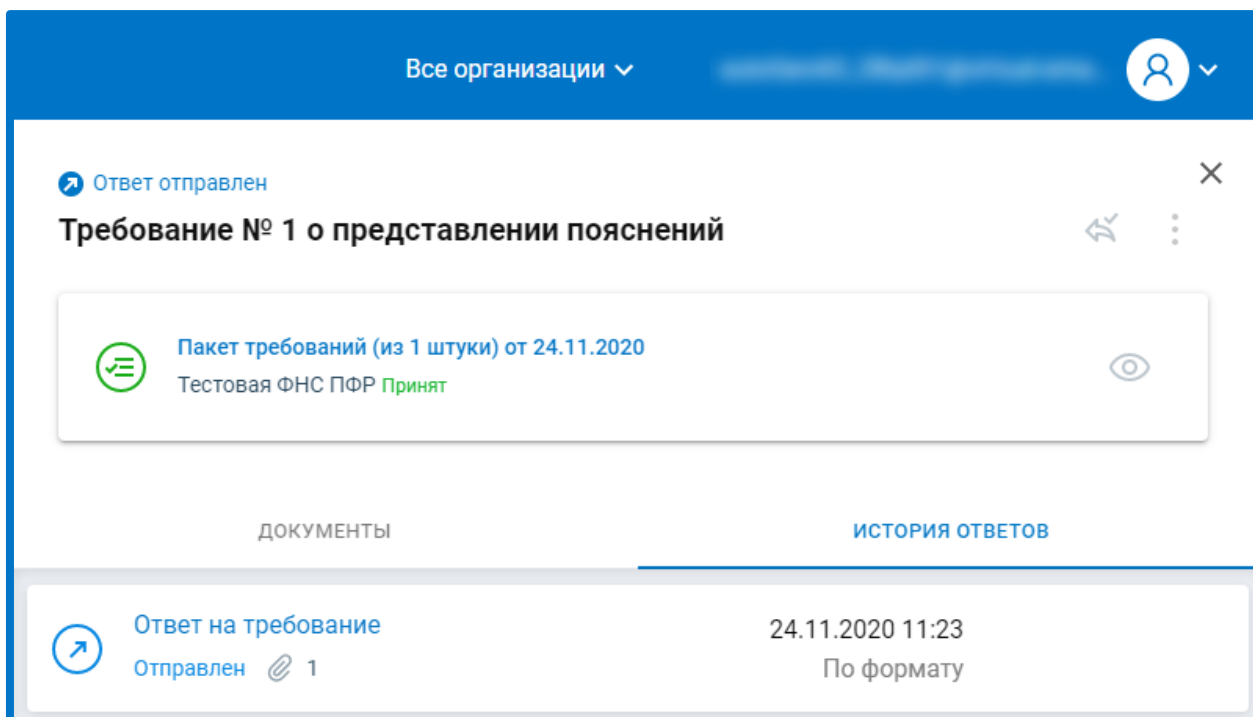 Все организации
Ответ отправлен
Требование № 1 о представлении пояснений
Пакет требований (из 1 штуки) от 24.11.2020
Тестовая ФНС ПФР Принят
ДОКУМЕНТЫ
ИСТОРИЯ ОТВЕТОВ
Ответ на требование
24.11.2020 11:23
Отправлен 1
По формату